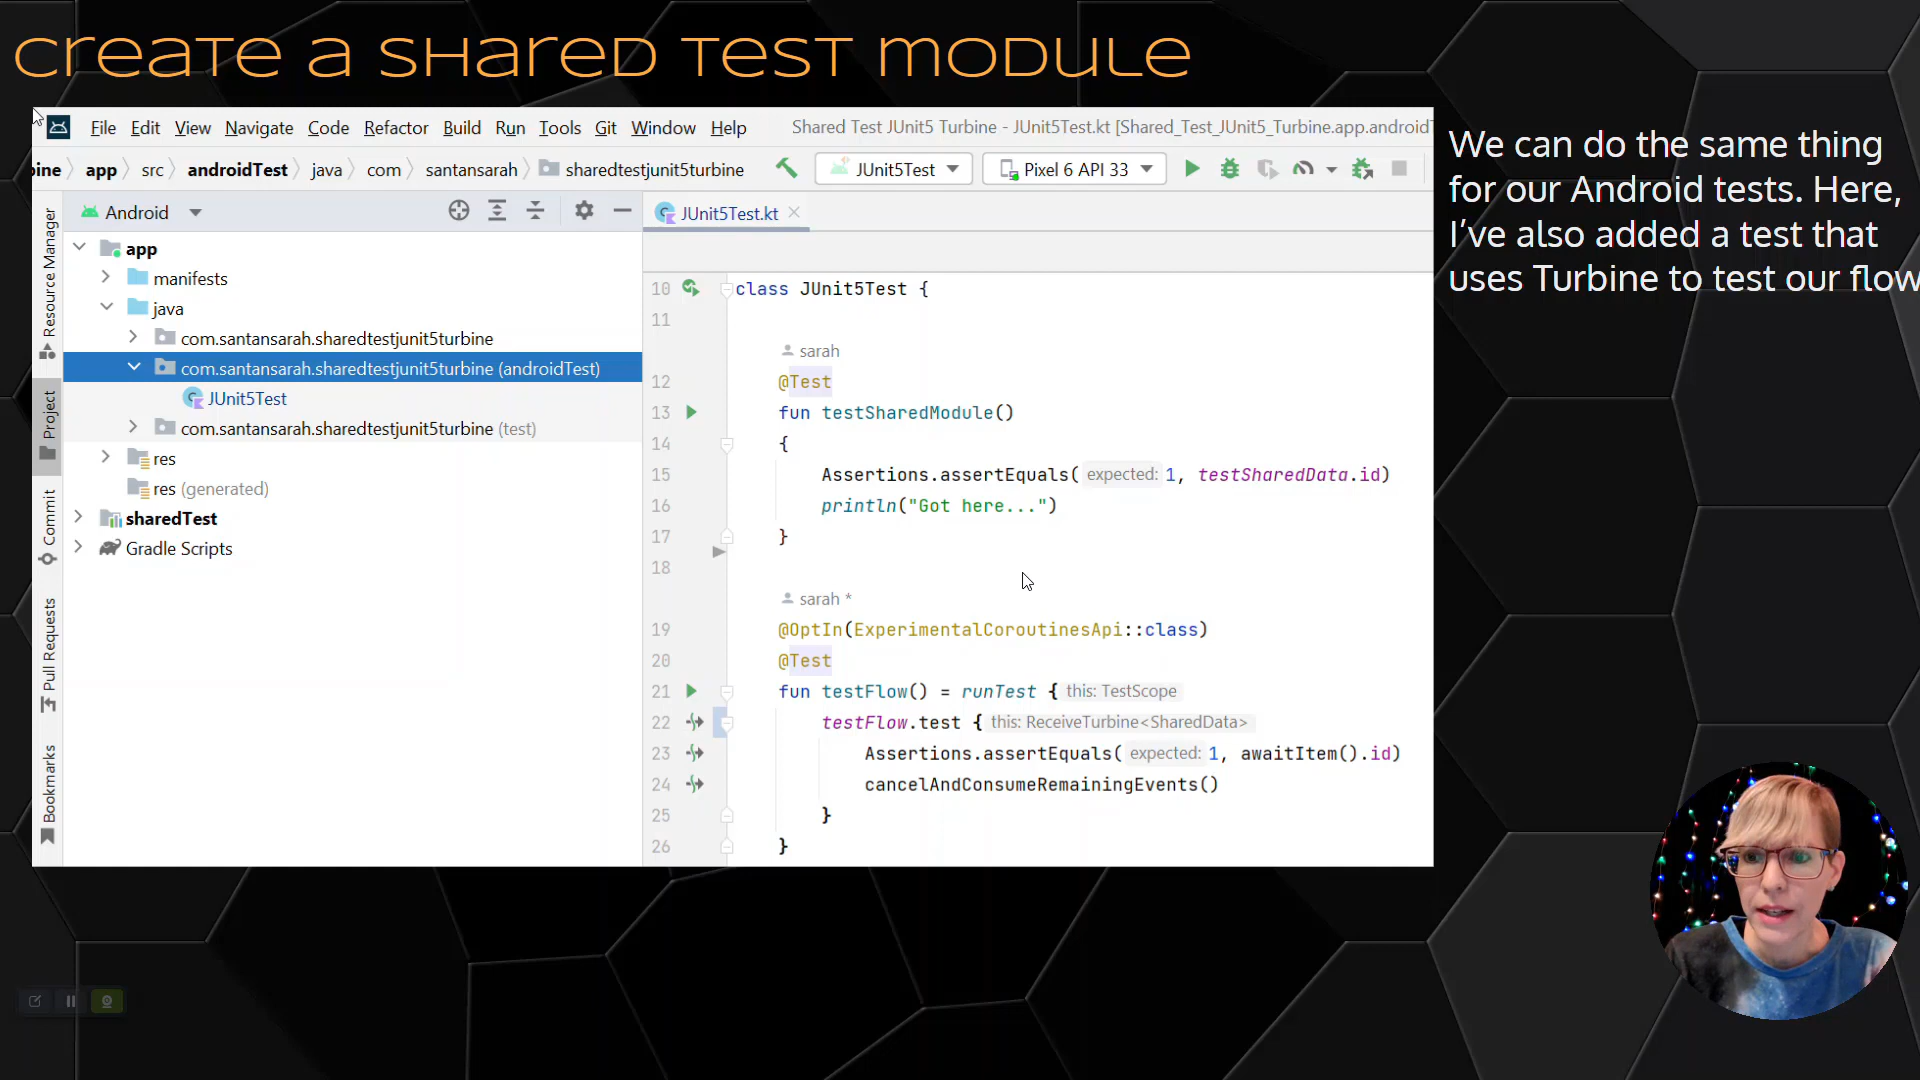 create a shared test module
File Edit View Navigate Code Refactor Build Run Tools Git Window Help Shared Test JUnit5 Turbine - JUnit5Test.kt [Shared_Test_JUnit5_Turbine.app.androidT
bine app src androidTest java com santansarah sharedtestjunit5turbine JUnit5Test Pixel 6 API 33
Android
JUnit5Test.kt
Resource Manager
Project
Commit
Pull Requests
Bookmarks
app
manifests
java
com.santansarah.sharedtestjunit5turbine
com.santansarah.sharedtestjunit5turbine (androidTest)
JUnit5Test
com.santansarah.sharedtestjunit5turbine (test)
res
res (generated)
sharedTest
Gradle Scripts
10 class JUnit5Test {
11
sarah
12 @Test
13 fun testSharedModule()
14 {
15 Assertions.assertEquals( expected: 1, testSharedData.id)
16 println("Got here...")
17 }
18
sarah *
19 @OptIn(ExperimentalCoroutinesApi::class)
20 @Test
21 fun testFlow() = runTest { this: TestScope
22 testFlow.test { this: ReceiveTurbine<SharedData>
23 Assertions.assertEquals( expected: 1, awaitItem().id)
24 cancelAndConsumeRemainingEvents()
25 }
26 }
We can do the same thing
for our Android tests. Here,
I've also added a test that
uses Turbine to test our flow